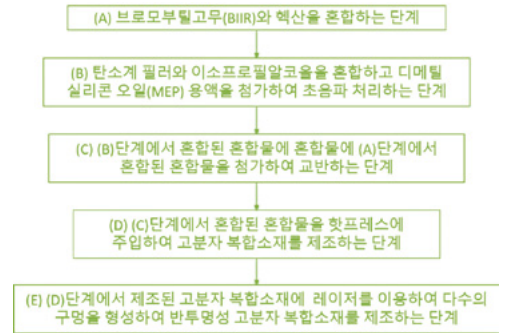 (A) 브로모부틸고무(BIIR)와 헥산을 혼합하는 단계
(B) 탄소계 필러와 이소프로필알코올을 혼합하고 디메틸
실리콘 오일(MEP) 용액을 첨가하여 초음파 처리하는 단계
(C) (B)단계에서 혼합된 혼합물에 혼합물에 (A)단계에서
혼합된 혼합물을 첨가하여 교반하는 단계
(D) (C)단계에서 혼합된 혼합물을 핫프레스에
주입하여 고분자 복합소재를 제조하는 단계
(E) (D)단계에서 제조된 고분자 복합소재에 레이저를 이용하여 다수의
구멍을 형성하여 반투명성 고분자 복합소재를 제조하는 단계